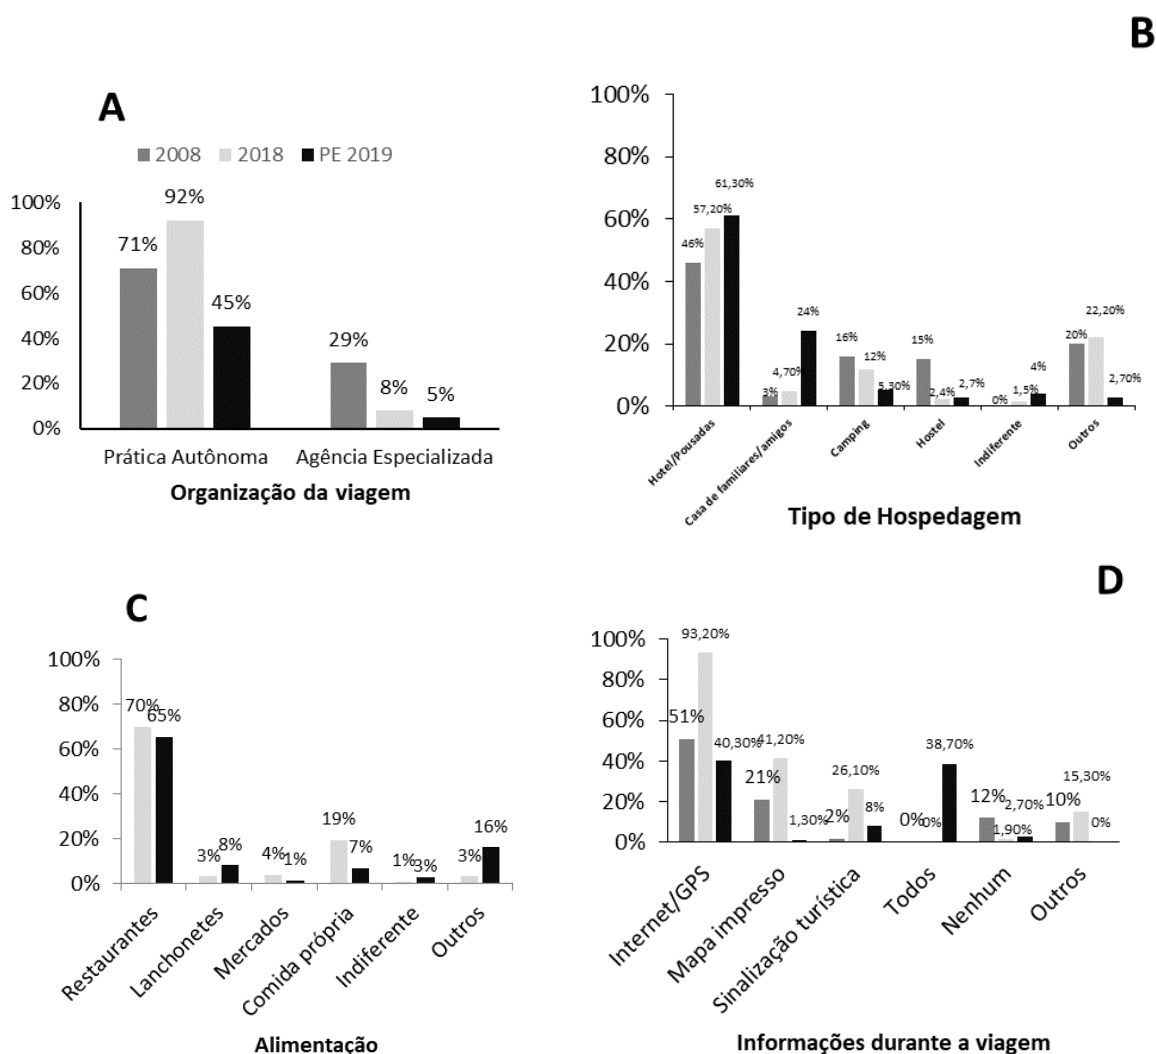 A
2008 2018 PE 2019
100%
80%
60%
40%
20%
0%
71%
92%
45%
29%
8%
5%
Prática Autônoma Agência Especializada
Organização da viagem
B
100%
80%
60%
40%
20%
0%
46%
57,20%
61,30%
3%
4,70%
24%
16%
12%
5,30%
15%
2,4%
2,7%
0%
1,5%
4%
20%
22,20%
2,70%
Hotel/Pousadas
Casa de familiares/amigos
Camping
Hostel
Indiferente
Outros
Tipo de Hospedagem
C
100%
80%
60%
40%
20%
0%
70%
65%
3%
8%
4%
1%
19%
7%
1%
3%
3%
16%
Restaurantes
Lanchonetes
Mercados
Comida própria
Indiferente
Outros
Alimentação
D
100%
80%
60%
40%
20%
0%
51%
93,20%
40,30%
21%
41,20%
1,30%
2%
26,10%
8%
0%
0%
38,70%
12%
1,90%
2,70%
10%
15,30%
0%
Internet/GPS
Mapa impresso
Sinalização turística
Todos
Nenhum
Outros
Informações durante a viagem